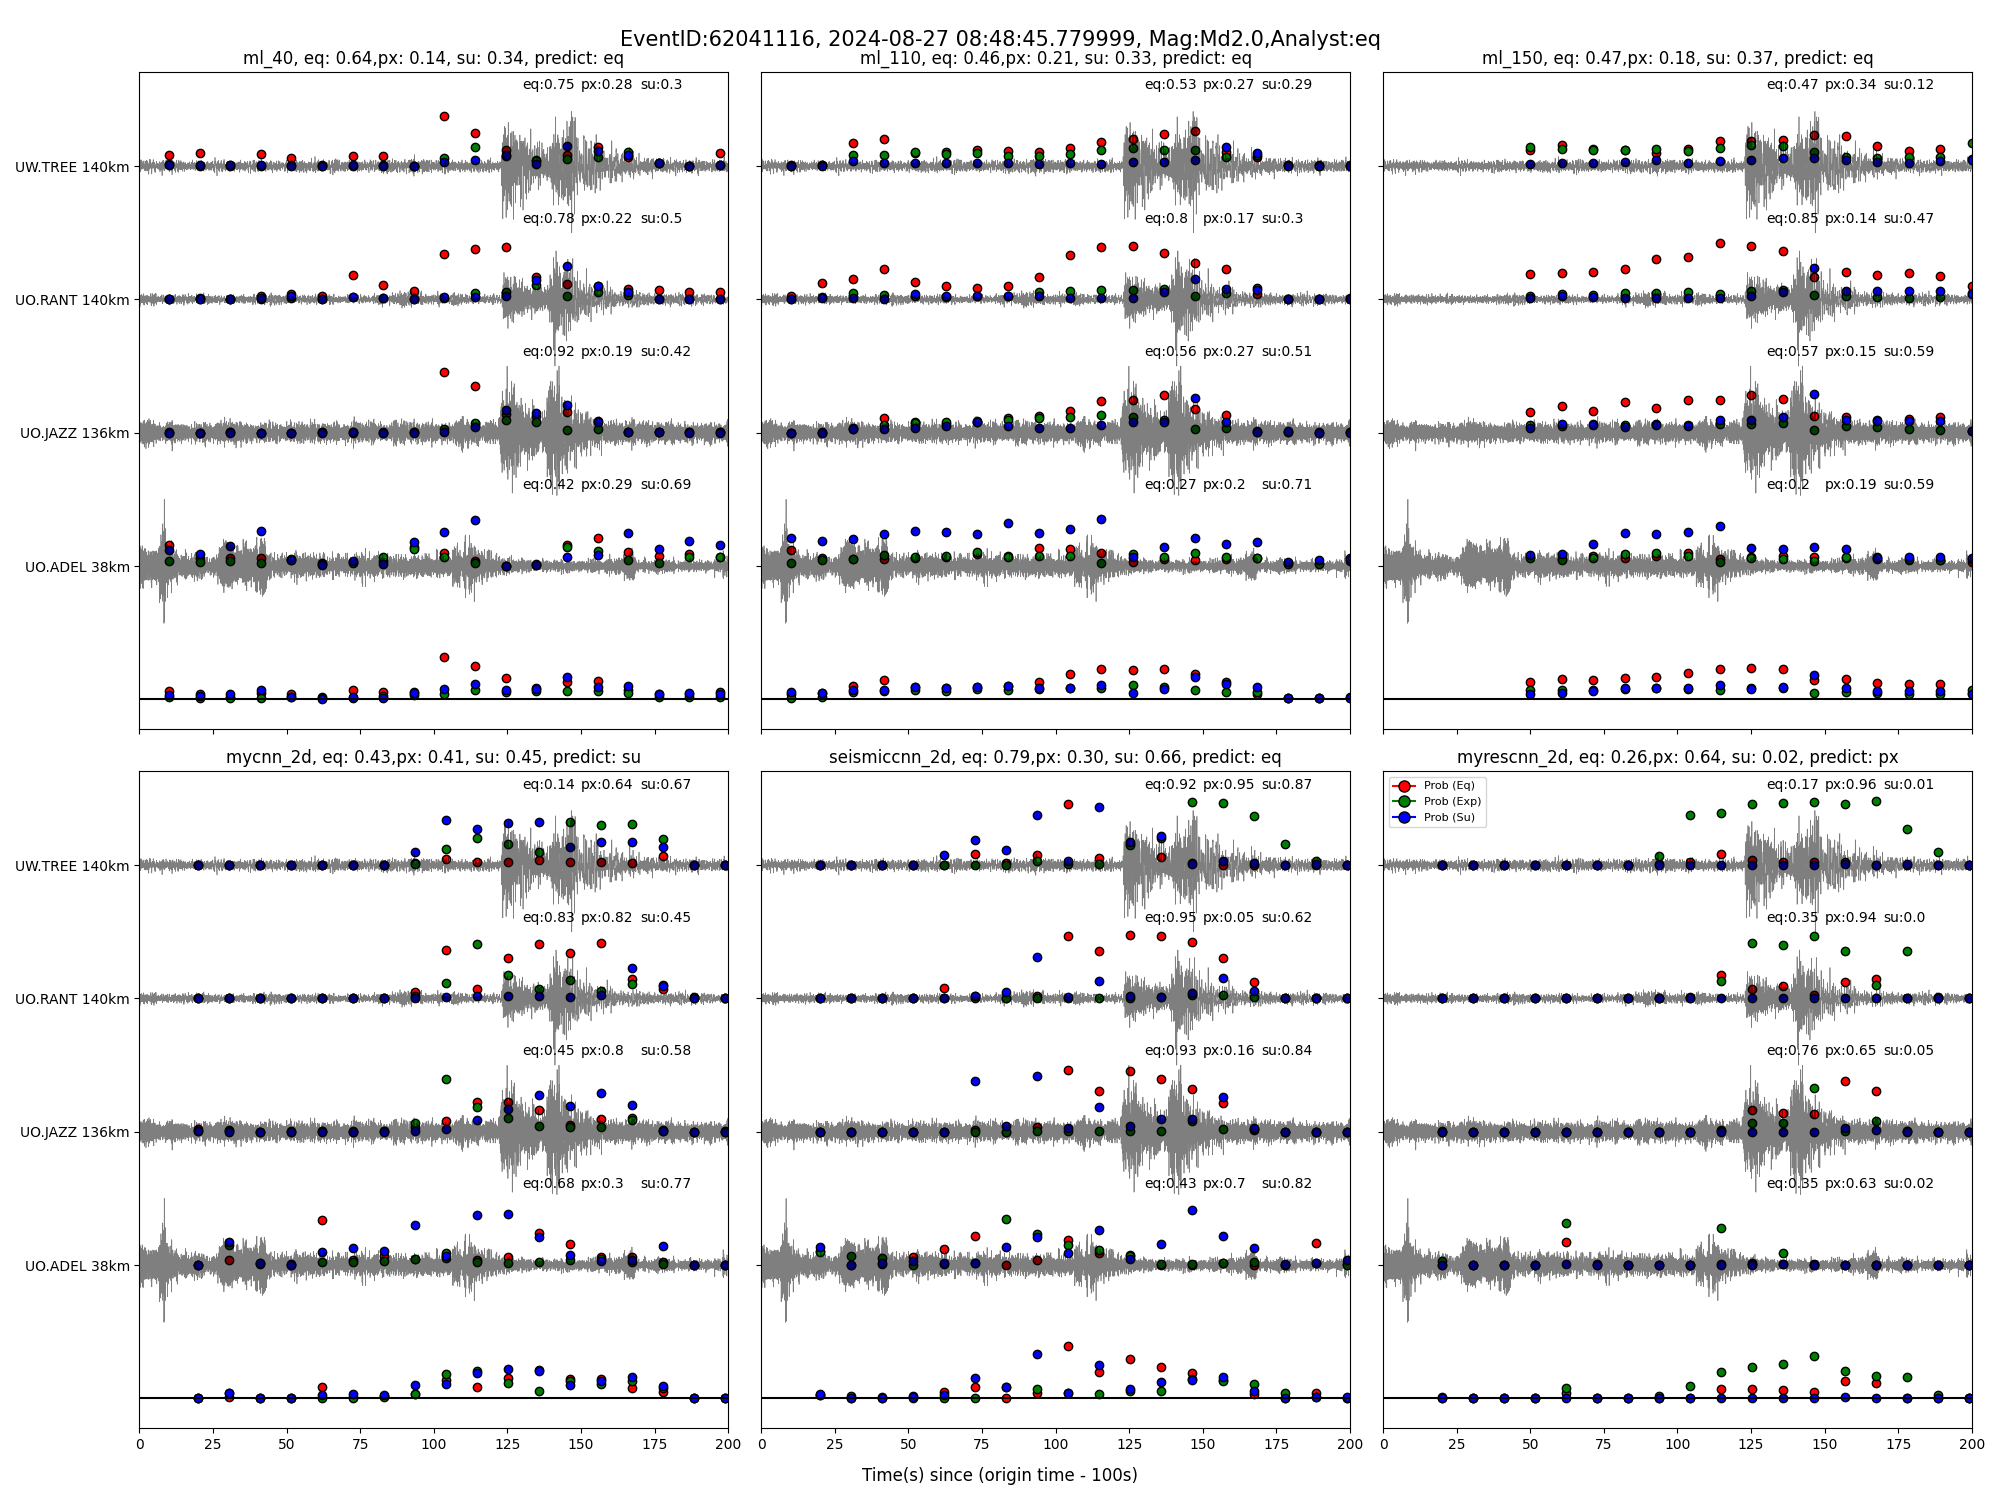 EventID:62041116, 2024-08-27 08:48:45.779999, Mag:Md2.0,Analyst:eq
ml_40, eq: 0.64,px: 0.14, su: 0.34, predict: eq
eq:0.75 px:0.28 su:0.3
UW.TREE 140km
eq:0.78 px:0.22 su:0.5
UO.RANT 140km
eq:0.92 px:0.19 su:0.42
UO.JAZZ 136km
eq:0.42 px:0.29 su:0.69
UO.ADEL 38km
ml_110, eq: 0.46,px: 0.21, su: 0.33, predict: eq
eq:0.53 px:0.27 su:0.29
eq:0.8 px:0.17 su:0.3
eq:0.56 px:0.27 su:0.51
eq:0.27 px:0.2 su:0.71
ml_150, eq: 0.47,px: 0.18, su: 0.37, predict: eq
eq:0.47 px:0.34 su:0.12
eq:0.85 px:0.14 su:0.47
eq:0.57 px:0.15 su:0.59
eq:0.2 px:0.19 su:0.59
mycnn_2d, eq: 0.43,px: 0.41, su: 0.45, predict: su
eq:0.14 px:0.64 su:0.67
UW.TREE 140km
eq:0.83 px:0.82 su:0.45
UO.RANT 140km
eq:0.45 px:0.8 su:0.58
UO.JAZZ 136km
eq:0.68 px:0.3 su:0.77
UO.ADEL 38km
0 25 50 75 100 125 150 175 200
seismiccnn_2d, eq: 0.79,px: 0.30, su: 0.66, predict: eq
eq:0.92 px:0.95 su:0.87
eq:0.95 px:0.05 su:0.62
eq:0.93 px:0.16 su:0.84
eq:0.43 px:0.7 su:0.82
0 25 50 75 100 125 150 175 200
myrescnn_2d, eq: 0.26,px: 0.64, su: 0.02, predict: px
Prob (Eq)
Prob (Exp)
Prob (Su)
eq:0.17 px:0.96 su:0.01
eq:0.35 px:0.94 su:0.0
eq:0.76 px:0.65 su:0.05
eq:0.35 px:0.63 su:0.02
0 25 50 75 100 125 150 175 200
Time(s) since (origin time - 100s)